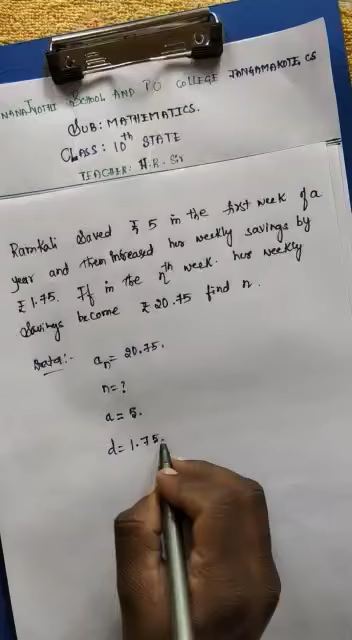 NANAJYOTHI SCHOOL AND PU COLLEGE JANGAMAKOTE, CS
SUB: MATHEMATICS.
CLASS: 10th STATE
TEACHER: H.R. Sir
Ramkali saved ₹ 5 in the first week of a
year and then increased her weekly savings by
₹ 1.75. If in the nth week. her weekly
savings become ₹ 20.75 find n.
Data:-
an = 20.75.
n=?
a = 5.
d = 1.75.